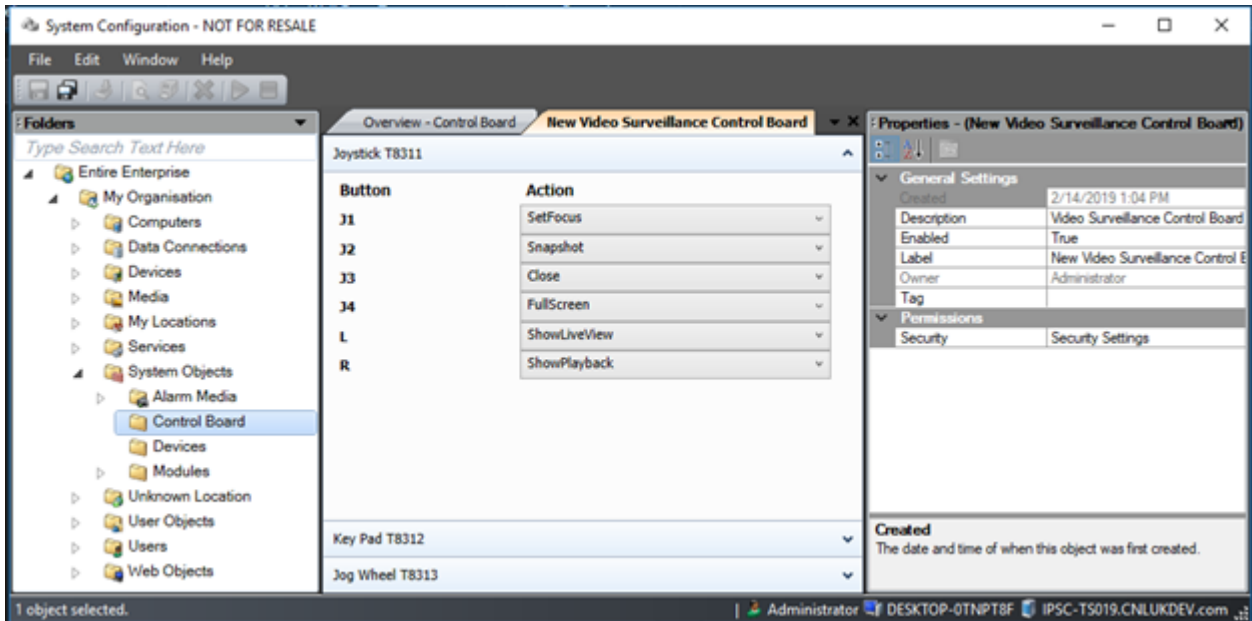 System Configuration - NOT FOR RESALE
File Edit Window Help
Folders
Type Search Text Here
Entire Enterprise
My Organisation
Computers
Data Connections
Devices
Media
My Locations
Services
System Objects
Alarm Media
Control Board
Devices
Modules
Unknown Location
User Objects
Users
Web Objects
Overview - Control Board New Video Surveillance Control Board
Joystick T8311
Button Action
J1 SetFocus
J2 Snapshot
J3 Close
J4 FullScreen
L ShowLiveView
R ShowPlayback
Key Pad T8312
Jog Wheel T8313
Properties - (New Video Surveillance Control Board)
General Settings
Created 2/14/2019 1:04 PM
Description Video Surveillance Control Board
Enabled True
Label New Video Surveillance Control B
Owner Administrator
Tag
Permissions
Security Security Settings
Created
The date and time of when this object was first created.
1 object selected. | Administrator DESKTOP-0TNPT8F IPSC-TS019.CNLUKDEV.com